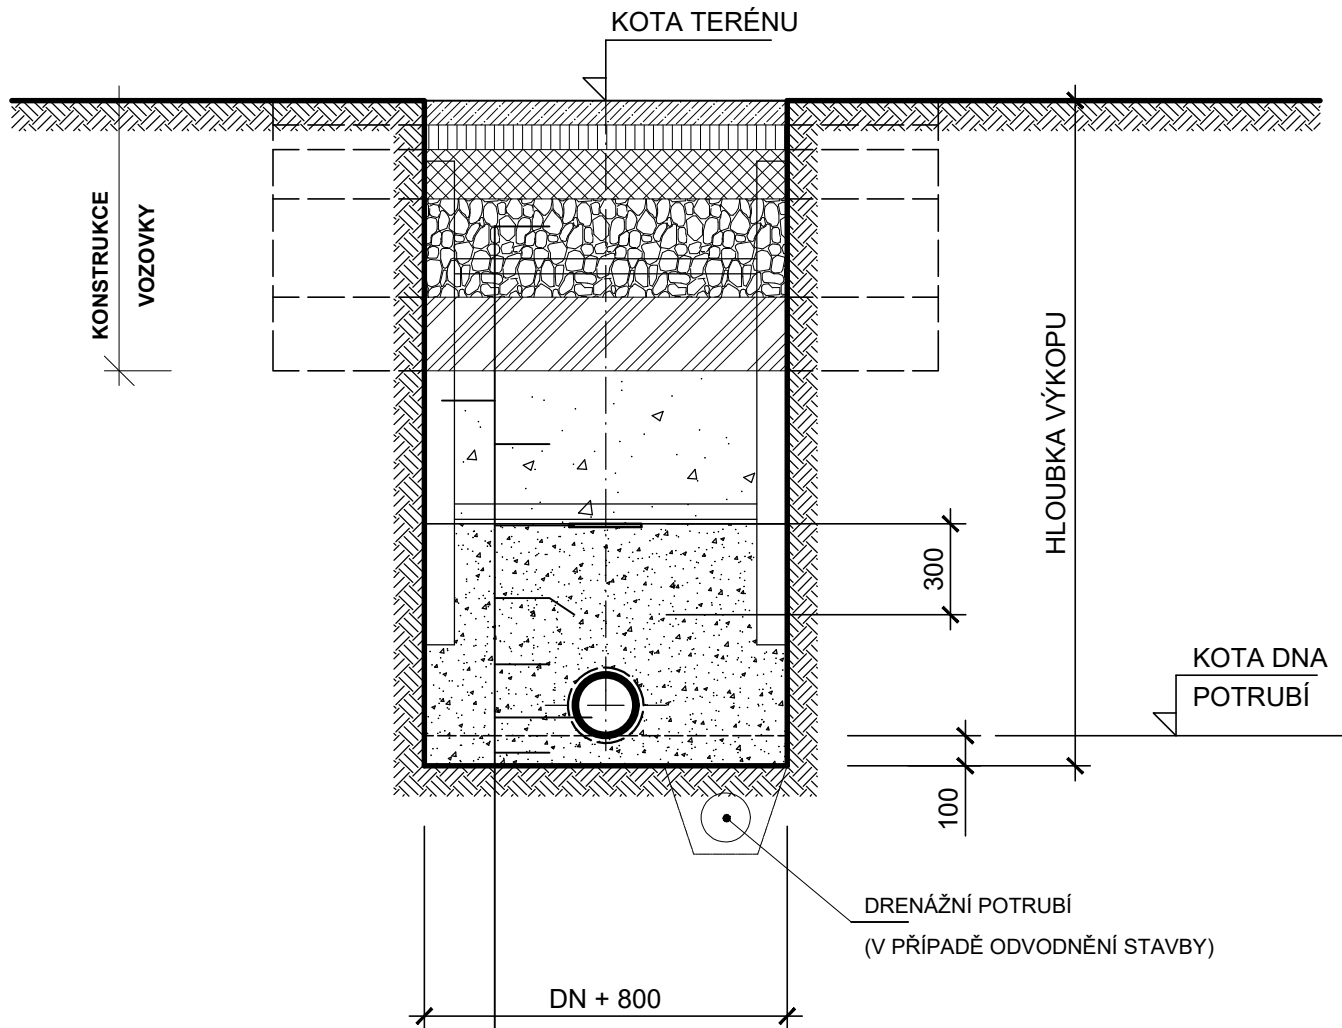 KOTA TERÉNU
KONSTRUKCE
VOZOVKY
HLOUBKA VÝKOPU
300
KOTA DNA
POTRUBÍ
100
DRENÁŽNÍ POTRUBÍ
(V PŘÍPADĚ ODVODNĚNÍ STAVBY)
DN + 800